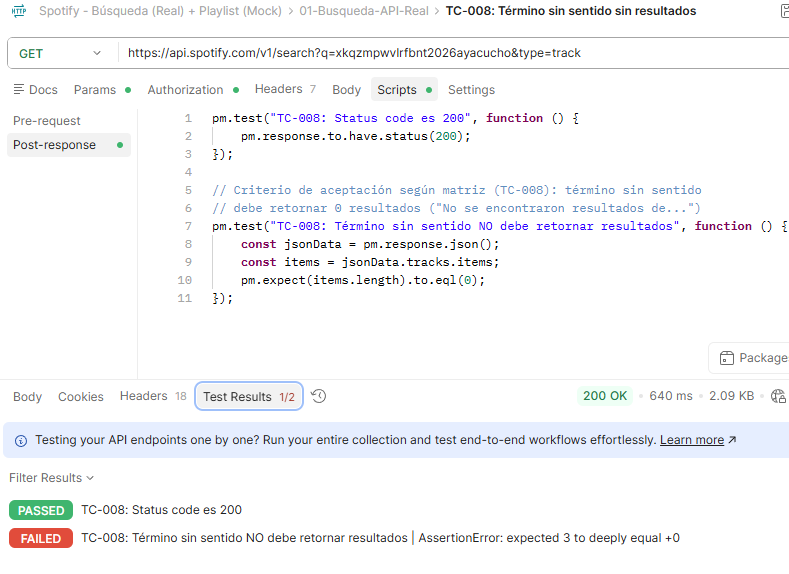 HTTP Spotify - Búsqueda (Real) + Playlist (Mock) > 01-Busqueda-API-Real > TC-008: Término sin sentido sin resultados
GET https://api.spotify.com/v1/search?q=xkqzmpwvlrfbnt2026ayacucho&type=track
Docs Params Authorization Headers 7 Body Scripts Settings
Pre-request
Post-response
1 pm.test("TC-008: Status code es 200", function () {
2 pm.response.to.have.status(200);
3 });
4
5 // Criterio de aceptación según matriz (TC-008): término sin sentido
6 // debe retornar 0 resultados ("No se encontraron resultados de...")
7 pm.test("TC-008: Término sin sentido NO debe retornar resultados", function () {
8 const jsonData = pm.response.json();
9 const items = jsonData.tracks.items;
10 pm.expect(items.length).to.eql(0);
11 });
Package
Body Cookies Headers 18 Test Results 1/2 200 OK • 640 ms • 2.09 KB •
Testing your API endpoints one by one? Run your entire collection and test end-to-end workflows effortlessly. Learn more ↗
Filter Results
PASSED TC-008: Status code es 200
FAILED TC-008: Término sin sentido NO debe retornar resultados | AssertionError: expected 3 to deeply equal +0